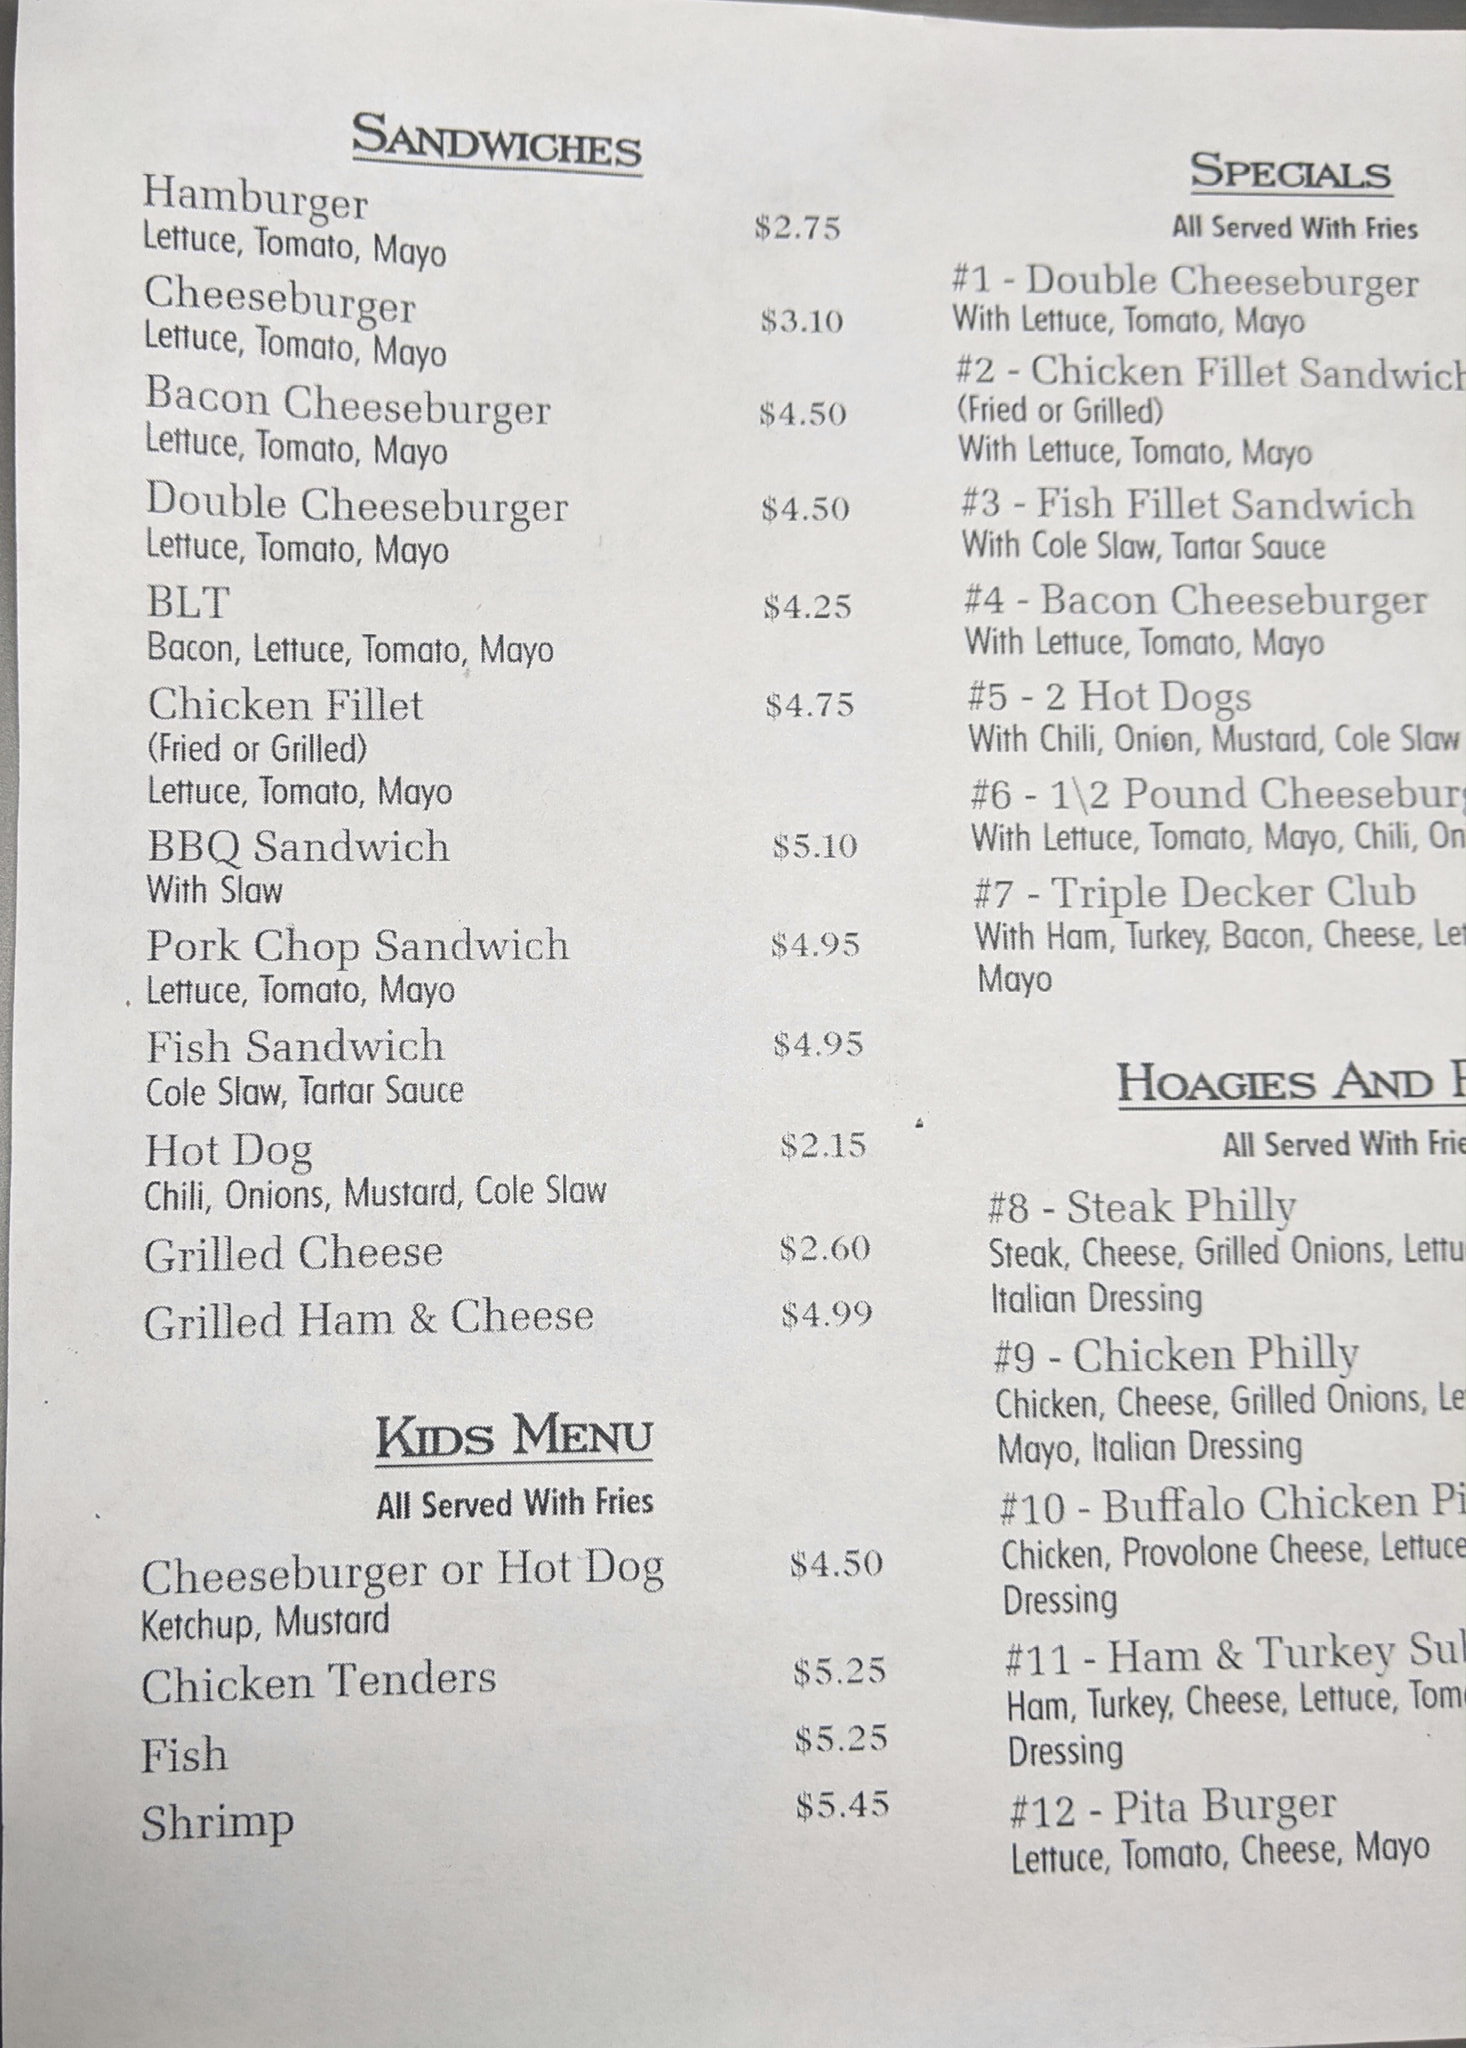 SANDWICHES
Hamburger $2.75
Lettuce, Tomato, Mayo
Cheeseburger $3.10
Lettuce, Tomato, Mayo
Bacon Cheeseburger $4.50
Lettuce, Tomato, Mayo
Double Cheeseburger $4.50
Lettuce, Tomato, Mayo
BLT $4.25
Bacon, Lettuce, Tomato, Mayo
Chicken Fillet $4.75
(Fried or Grilled)
Lettuce, Tomato, Mayo
BBQ Sandwich $5.10
With Slaw
Pork Chop Sandwich $4.95
Lettuce, Tomato, Mayo
Fish Sandwich $4.95
Cole Slaw, Tartar Sauce
Hot Dog $2.15
Chili, Onions, Mustard, Cole Slaw
Grilled Cheese $2.60
Grilled Ham & Cheese $4.99
KIDS MENU
All Served With Fries
Cheeseburger or Hot Dog $4.50
Ketchup, Mustard
Chicken Tenders $5.25
Fish $5.25
Shrimp $5.45
SPECIALS
All Served With Fries
#1 - Double Cheeseburger
With Lettuce, Tomato, Mayo
#2 - Chicken Fillet
(Fried or Grilled)
With Lettuce, Tomato, Mayo
#3 - Fish Fillet Sandwich
With Cole Slaw, Tartar Sauce
#4 - Bacon Cheeseburger
With Lettuce, Tomato, Mayo
#5 - 2 Hot Dogs
With Chili, Onion, Mustard, Cole Slaw
#6 - 1\2 Pound
With Lettuce, Tomato, Mayo, Chili,
#7 - Triple Decker Club
With Ham, Turkey, Bacon, Cheese,
Mayo
HOAGIES AND
All Served With
#8 - Steak Philly
Steak, Cheese, Grilled Onions,
Italian Dressing
#9 - Chicken Philly
Chicken, Cheese, Grilled Onions,
Mayo, Italian Dressing
#10 - Buffalo Chicken
Chicken, Provolone Cheese, Lettuce
Dressing
#11 - Ham & Turkey
Ham, Turkey, Cheese, Lettuce,
Dressing
#12 - Pita Burger
Lettuce, Tomato, Cheese, Mayo